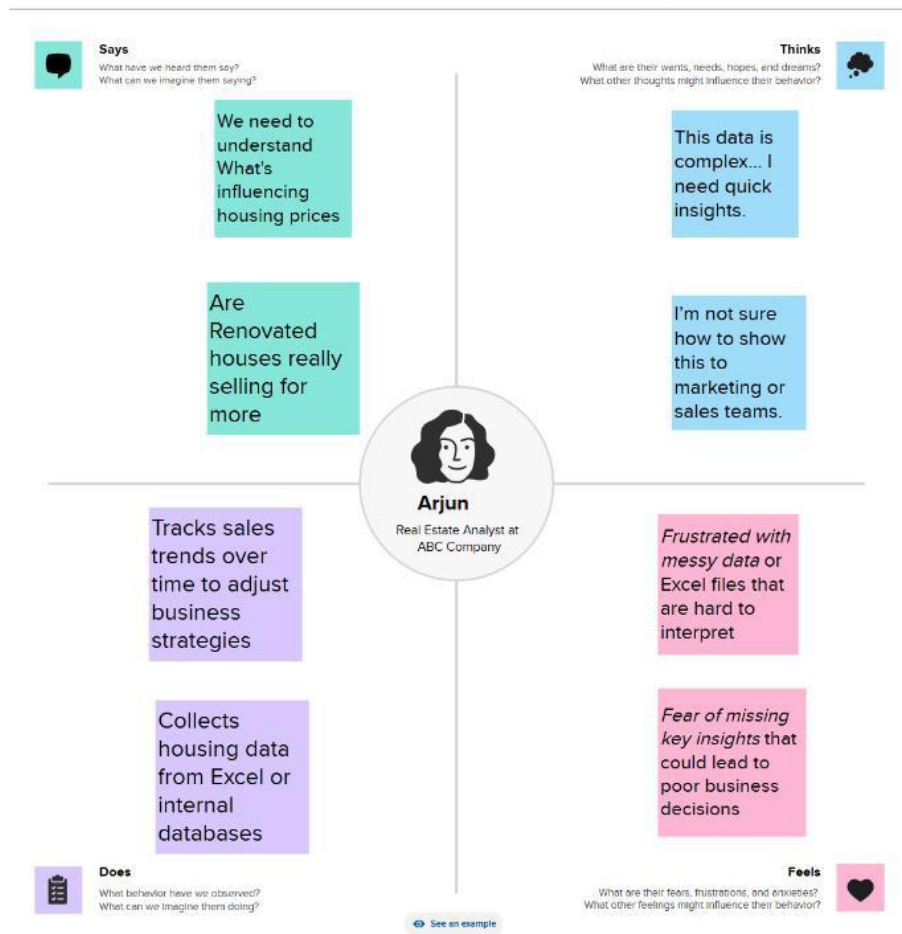 Says
What have we heard them say?
What can we imagine them saying?
Thinks
What are their wants, needs, hopes, and dreams?
What other thoughts might influence their behavior?
We need to
understand
What's
influencing
housing prices
This data is
complex... I
need quick
insights.
Are
Renovated
houses really
selling for
more
I'm not sure
how to show
this to
marketing or
sales teams.
Arjun
Real Estate Analyst at
ABC Company
Tracks sales
trends over
time to adjust
business
strategies
Frustrated with
messy data or
Excel files that
are hard to
interpret
Collects
housing data
from Excel or
internal
databases
Fear of missing
key insights that
could lead to
poor business
decisions
Does
What behavior have we observed?
What can we imagine them doing?
Feels
What are their fears, frustrations, and anxieties?
What other feelings might influence their behavior?
See an example